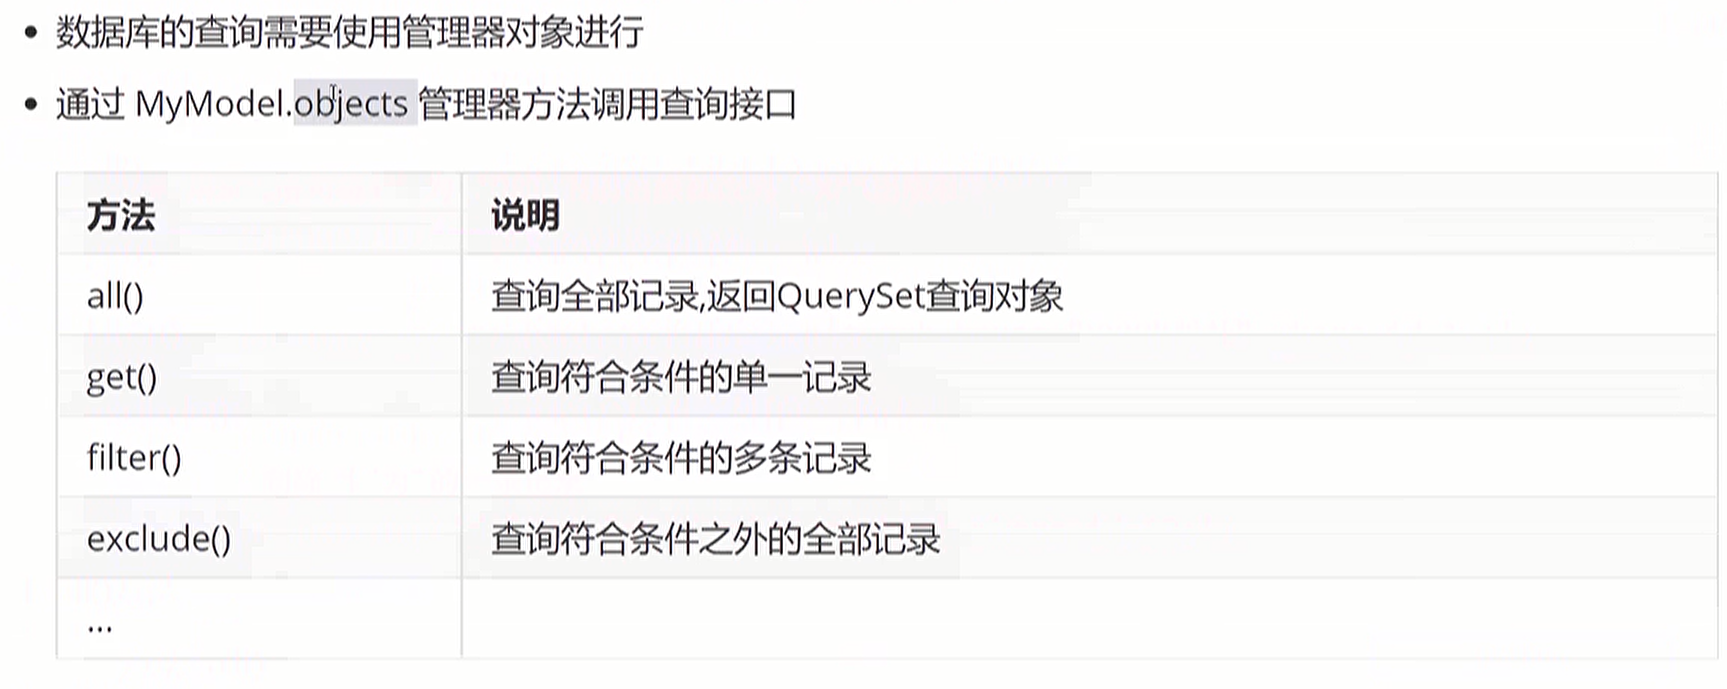 数据库的查询需要使用管理器对象进行
通过 MyModel.objects 管理器方法调用查询接口
方法 说明
all() 查询全部记录,返回QuerySet查询对象
get() 查询符合条件的单一记录
filter() 查询符合条件的多条记录
exclude() 查询符合条件之外的全部记录
...